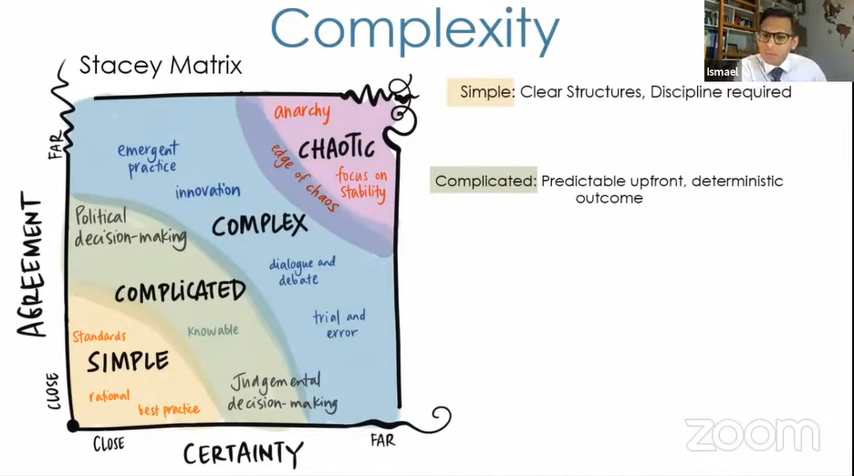 Complexity
Stacey Matrix
Ismael
Simple: Clear Structures, Discipline required
Complicated: Predictable upfront, deterministic
outcome
FAR
AGREEMENT
CLOSE
anarchy
CHAOTIC
edge of chaos
focus on
stability
emergent
practice
innovation
COMPLEX
Political
decision-making
dialogue and
debate
COMPLICATED
trial and
error
Standards
knowable
SIMPLE
rational
best practice
Judgemental
decision-making
CLOSE
CERTAINTY
FAR
zoom